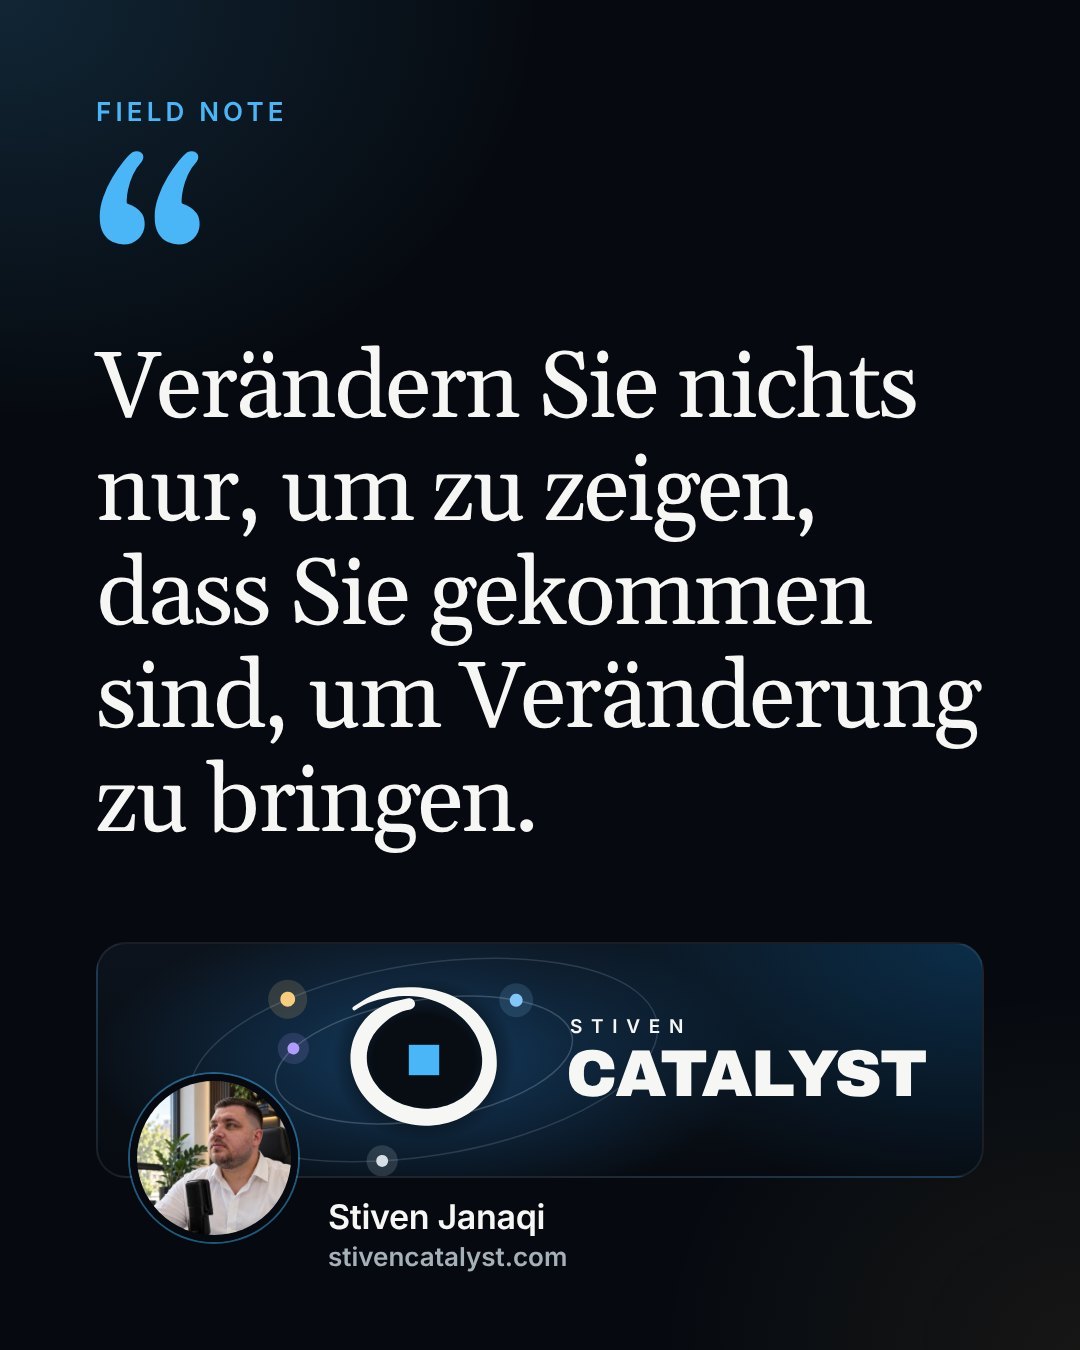 FIELD NOTE
“
Verändern Sie nichts
nur, um zu zeigen,
dass Sie gekommen
sind, um Veränderung
zu bringen.
STIVEN
CATALYST
Stiven Janaqi
stivencatalyst.com